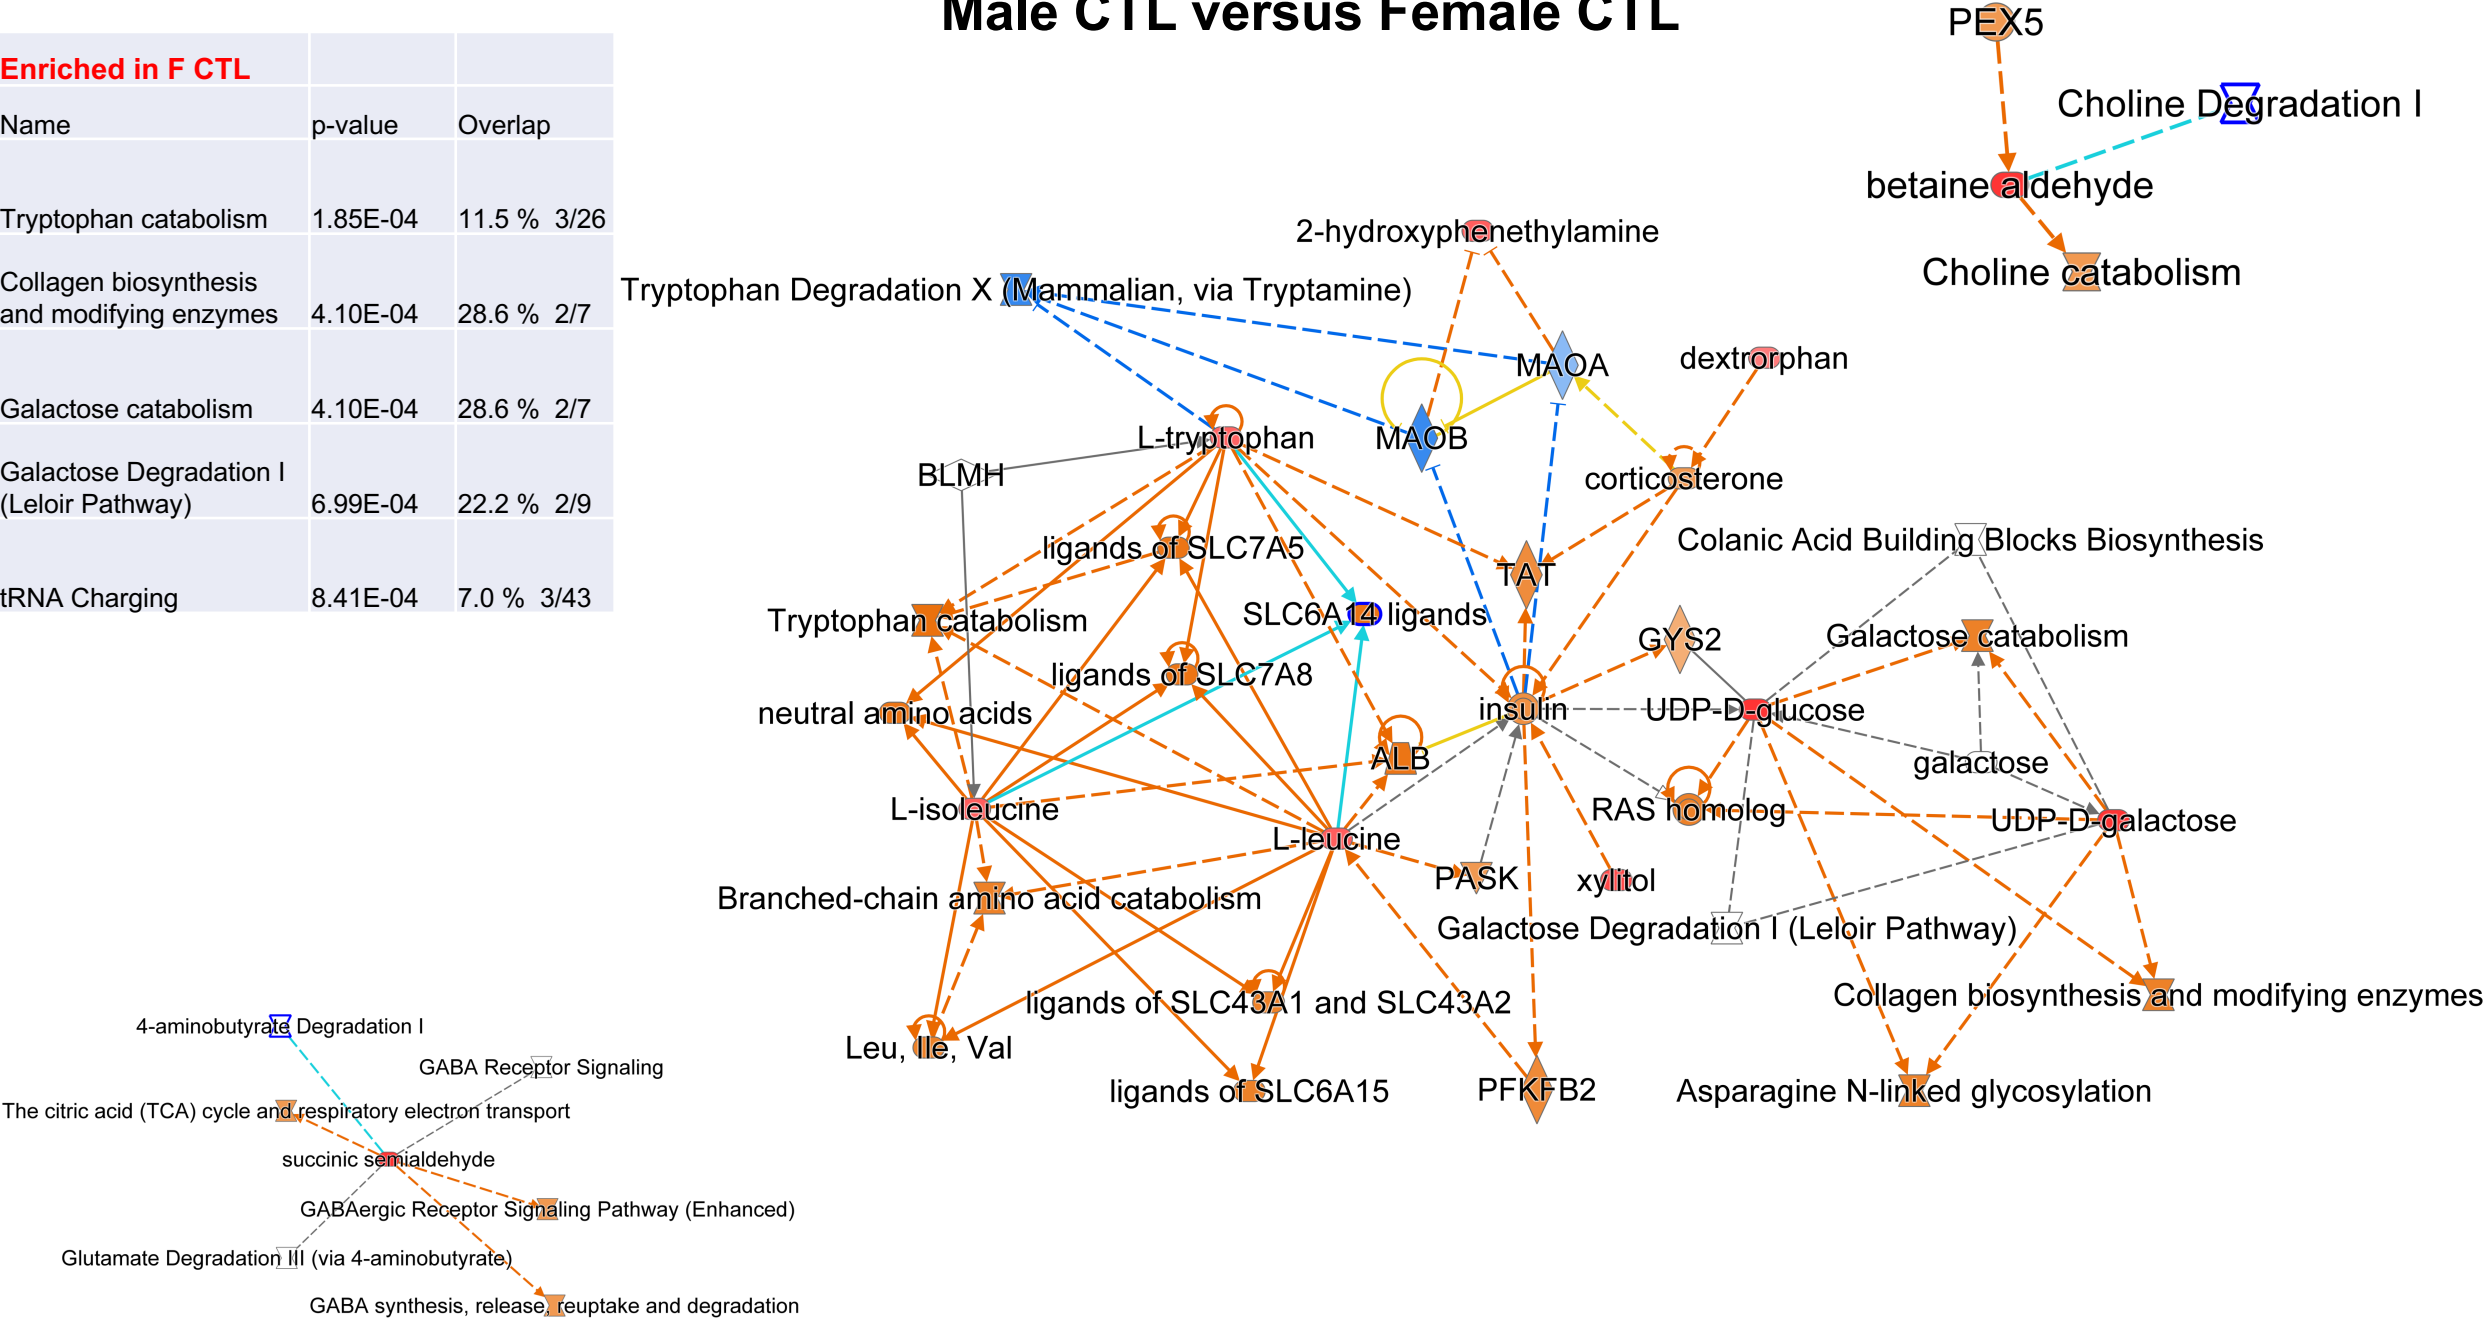 Male CTL versus Female CTL
Enriched in F CTL
Name p-value Overlap
Tryptophan catabolism 1.85E-04 11.5 % 3/26
Collagen biosynthesis
and modifying enzymes 4.10E-04 28.6 % 2/7
Galactose catabolism 4.10E-04 28.6 % 2/7
Galactose Degradation I
(Leloir Pathway) 6.99E-04 22.2 % 2/9
tRNA Charging 8.41E-04 7.0 % 3/43
PEX5
Choline Degradation I
betaine aldehyde
Choline catabolism
2-hydroxyphenethylamine
Tryptophan Degradation X (Mammalian, via Tryptamine)
MAOA
dextrorphan
L-tryptophan
MAOB
BLMH
corticosterone
Colanic Acid Building Blocks Biosynthesis
ligands of SLC7A5
TAT
Tryptophan catabolism
SLC6A14 ligands
GYS2
Galactose catabolism
ligands of SLC7A8
neutral amino acids
insulin
UDP-D-glucose
ALB
galactose
L-isoleucine
RAS homolog
UDP-D-galactose
L-leucine
PASK
xylitol
Branched-chain amino acid catabolism
Galactose Degradation I (Leloir Pathway)
ligands of SLC43A1 and SLC43A2
Collagen biosynthesis and modifying enzymes
Leu, Ile, Val
ligands of SLC6A15
PFKFB2
Asparagine N-linked glycosylation
4-aminobutyrate Degradation I
GABA Receptor Signaling
The citric acid (TCA) cycle and respiratory electron transport
succinic semialdehyde
GABAergic Receptor Signaling Pathway (Enhanced)
Glutamate Degradation III (via 4-aminobutyrate)
GABA synthesis, release, reuptake and degradation